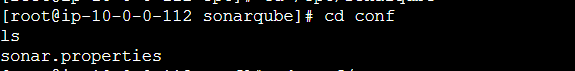 [root@ip-10-0-0-112 sonarqube]# cd conf
ls
sonar.properties